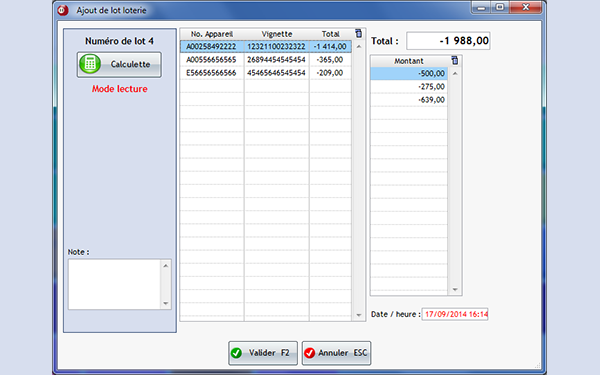 Ajout de lot loterie
Numéro de lot 4
Calculette
Mode lecture
Note :
No. Appareil Vignette Total
A00258492222 12321100232322 -1 414,00
A00556656565 26894454545454 -365,00
E56656566566 45465646545454 -209,00
Total : -1 988,00
Montant
-500,00
-275,00
-639,00
Date / heure : 17/09/2014 16:14
Valider F2
Annuler ESC